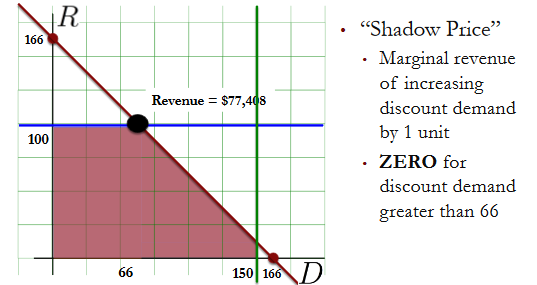 R
166
Revenue = $77,408
100
66
150
166
D
• “Shadow Price”
• Marginal revenue
of increasing
discount demand
by 1 unit
• ZERO for
discount demand
greater than 66